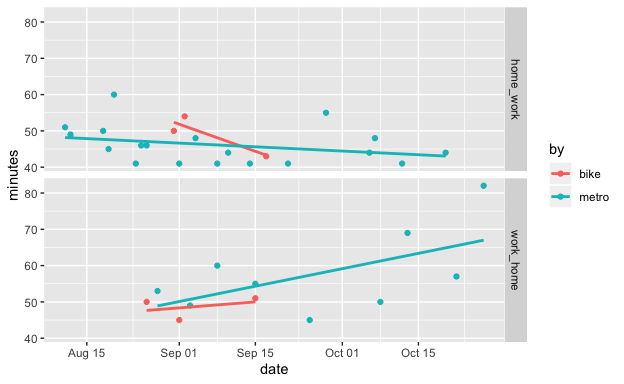 80
70
60
50
40
home_work
80
70
60
50
40
work_home
minutes
Aug 15
Sep 01
Sep 15
Oct 01
Oct 15
date
by
bike
metro